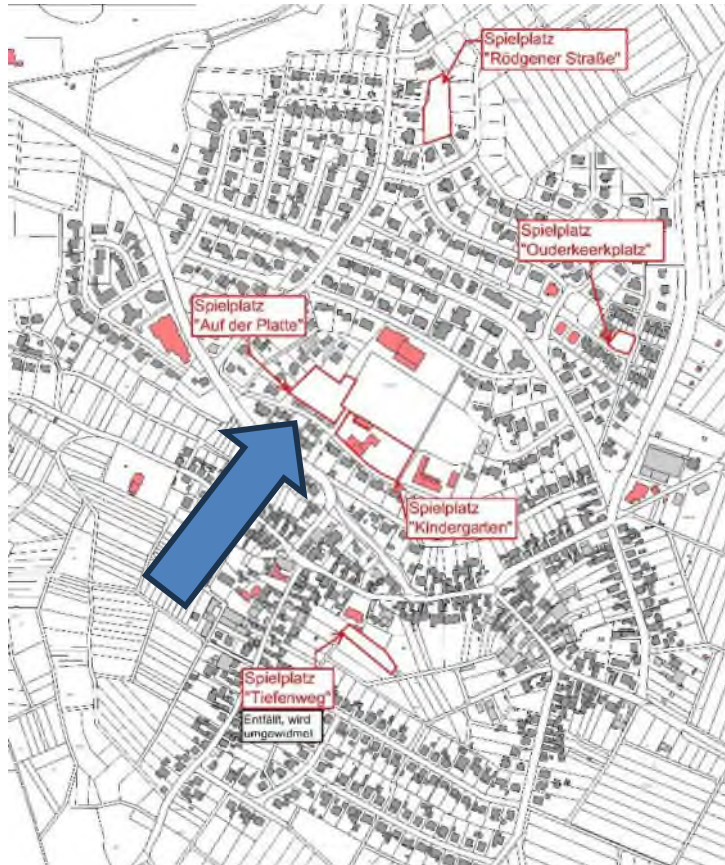 Spielplatz
"Rödgener Straße"
Spielplatz
"Ouderkeerkplatz"
Spielplatz
"Auf der Platte"
Spielplatz
"Kindergarten"
Spielplatz
"Tiefenweg"
Entfällt, wird
umgewidmet